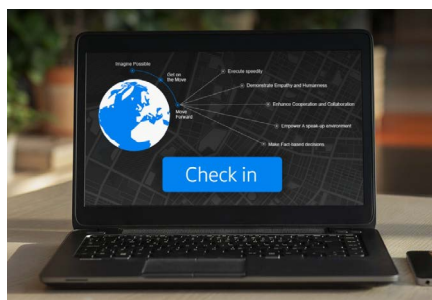 Imagine Possible
Get on
the Move
Move
Forward
Execute speedily
Demonstrate Empathy and Humanness
Enhance Cooperation and Collaboration
Empower A speak-up environment
Make Fact-based decisions
Check in